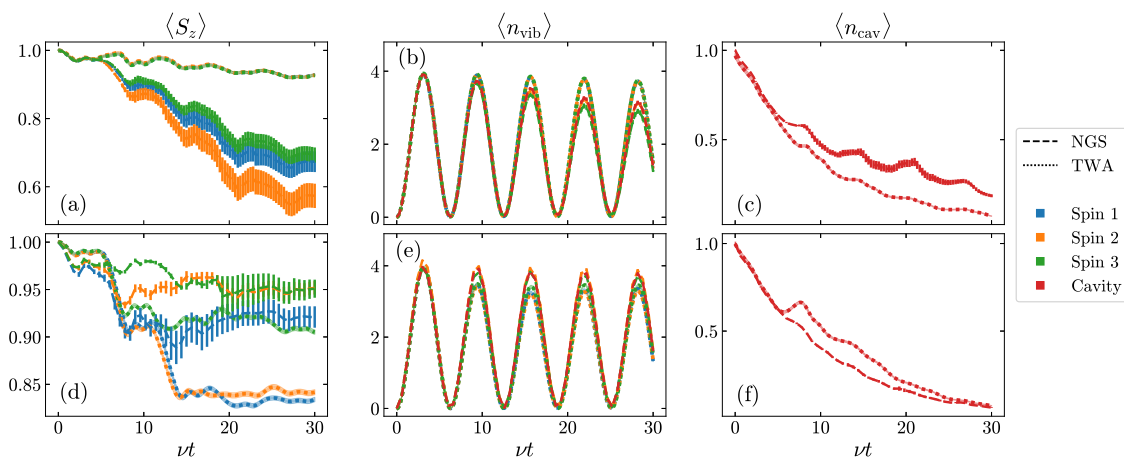 ⟨S_z⟩ ⟨n_vib⟩ ⟨n_cav⟩
1.0
0.8
0.6
(a)
4
2
0
(b)
1.0
0.5
(c)
NGS
TWA
Spin 1
Spin 2
Spin 3
Cavity
1.00
0.95
0.90
0.85
(d)
0 10 20 30
νt
4
2
0
(e)
0 10 20 30
νt
1.0
0.5
(f)
0 10 20 30
νt